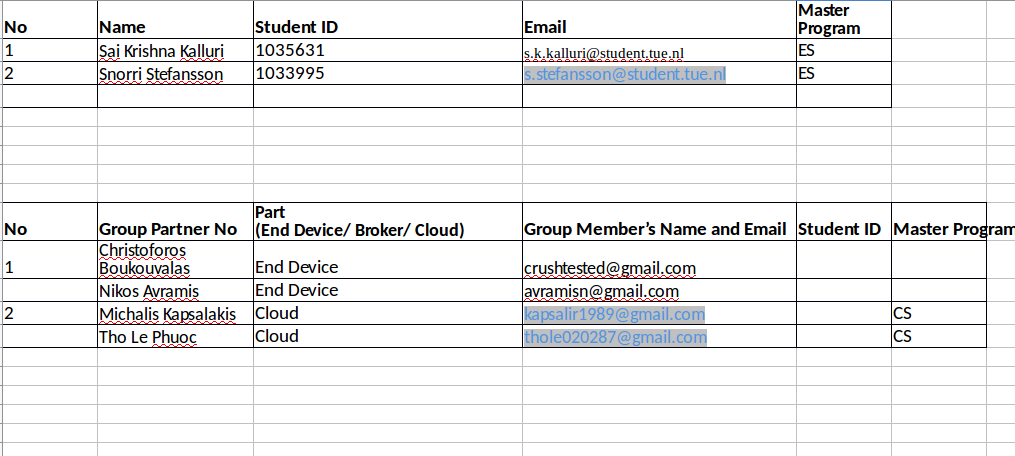 No Name Student ID Email Master Program
1 Sai Krishna Kalluri 1035631 s.k.kalluri@student.tue.nl ES
2 Snorri Stefansson 1033995 s.stefansson@student.tue.nl ES
No Group Partner No Part (End Device/ Broker/ Cloud) Group Member's Name and Email Student ID Master Program
1 Christoforos Boukouvalas End Device crushtested@gmail.com
Nikos Avramis End Device avramisn@gmail.com
2 Michalis Kapsalakis Cloud kapsalir1989@gmail.com CS
Tho Le Phuoc Cloud thole020287@gmail.com CS